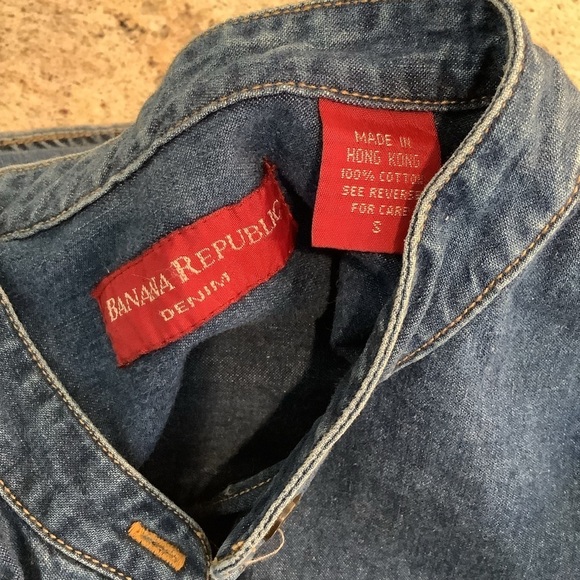 BANANA REPUBLIC
DENIM
MADE IN
HONG KONG
100% COTTON
SEE REVERSE
FOR CARE
S